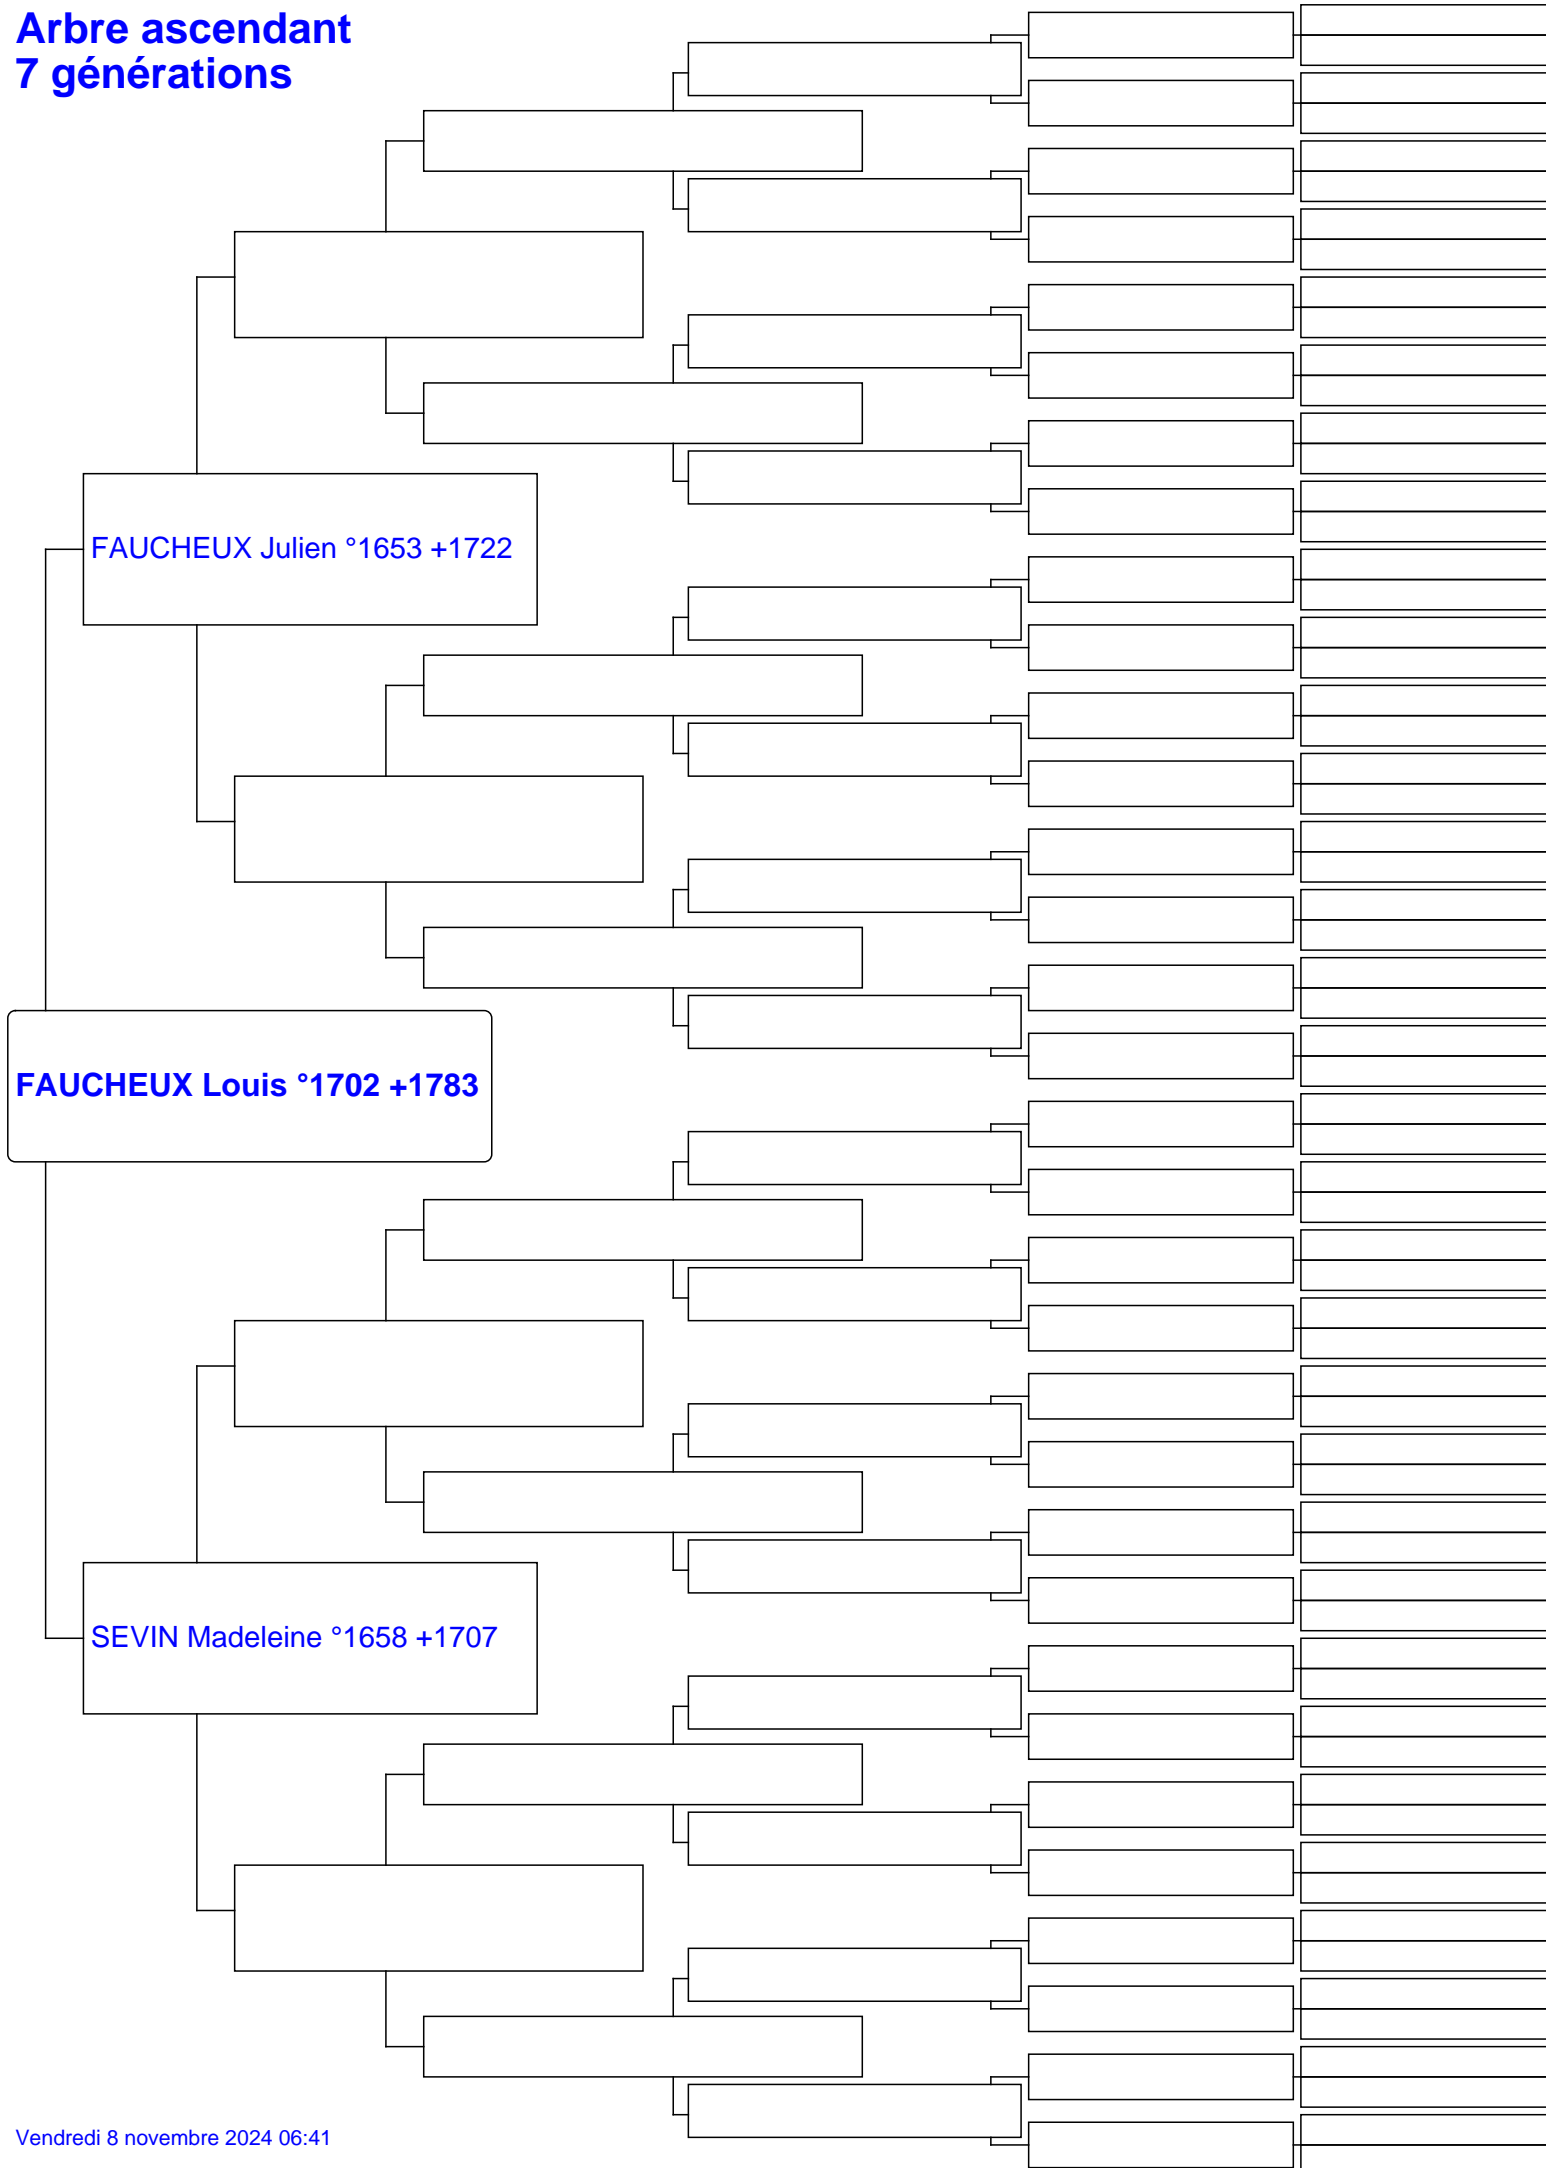 Arbre ascendant
7 générations
FAUCHEUX Julien °1653 +1722
FAUCHEUX Louis °1702 +1783
SEVIN Madeleine °1658 +1707
Vendredi 8 novembre 2024 06:41